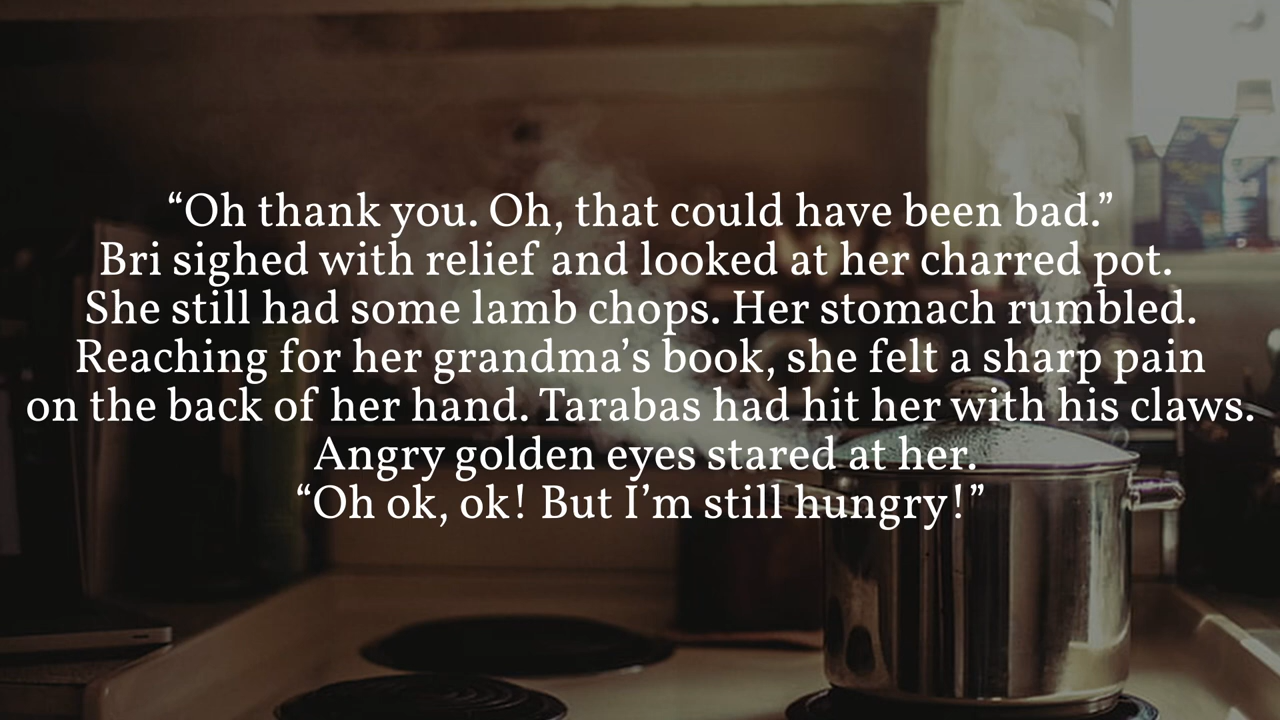 “Oh thank you. Oh, that could have been bad.”
Bri sighed with relief and looked at her charred pot.
She still had some lamb chops. Her stomach rumbled.
Reaching for her grandma’s book, she felt a sharp pain
on the back of her hand. Tarabas had hit her with his claws.
Angry golden eyes stared at her.
“Oh ok, ok! But I’m still hungry!”